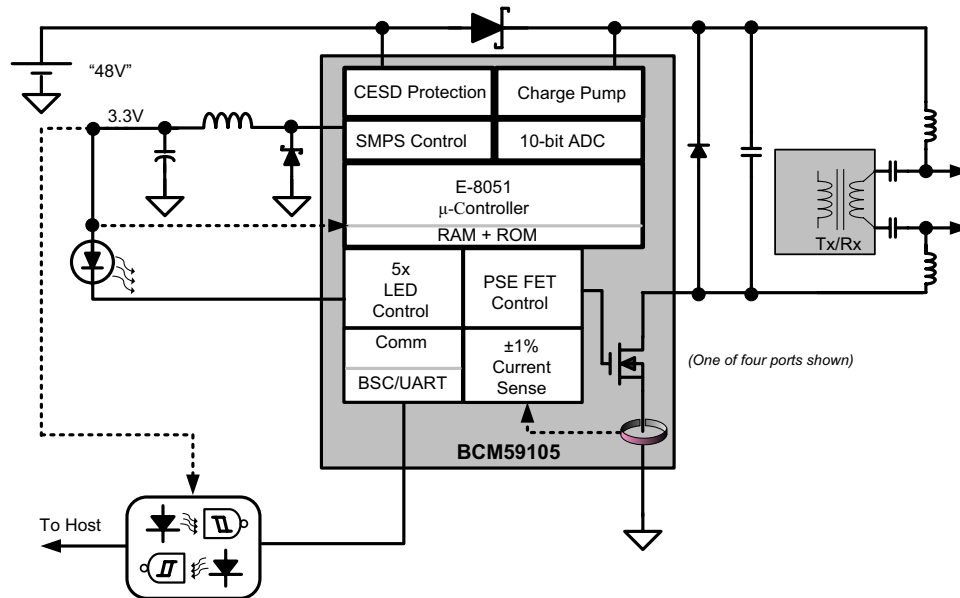 “48V”
CESD Protection
Charge Pump
3.3V
SMPS Control
10-bit ADC
E-8051
μ-Controller
RAM + ROM
Tx/Rx
5x
LED
Control
PSE FET
Control
(One of four ports shown)
Comm
BSC/UART
±1%
Current
Sense
BCM59105
To Host